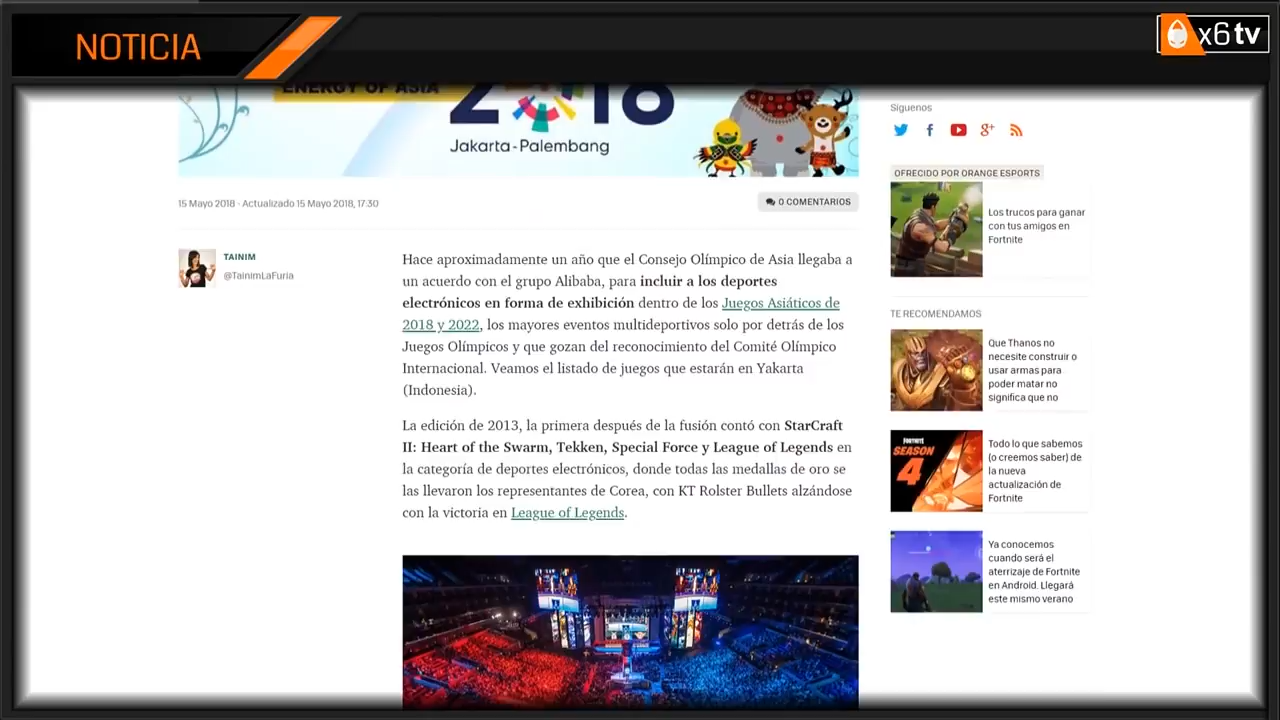 NOTICIA
x6tv
ENERGY OF ASIA
2018
Jakarta-Palembang
15 Mayo 2018 - Actualizado 15 Mayo 2018, 17:30
0 COMENTARIOS
TAINIM
@TainimLaFuria
Hace aproximadamente un año que el Consejo Olímpico de Asia llegaba a
un acuerdo con el grupo Alibaba, para incluir a los deportes
electrónicos en forma de exhibición dentro de los Juegos Asiáticos de
2018 y 2022, los mayores eventos multideportivos solo por detrás de los
Juegos Olímpicos y que gozan del reconocimiento del Comité Olímpico
Internacional. Veamos el listado de juegos que estarán en Yakarta
(Indonesia).
La edición de 2013, la primera después de la fusión contó con StarCraft
II: Heart of the Swarm, Tekken, Special Force y League of Legends en
la categoría de deportes electrónicos, donde todas las medallas de oro se
las llevaron los representantes de Corea, con KT Rolster Bullets alzándose
con la victoria en League of Legends.
Síguenos
OFRECIDO POR ORANGE ESPORTS
Los trucos para ganar
con tus amigos en
Fortnite
TE RECOMENDAMOS
Que Thanos no
necesite construir o
usar armas para
poder matar no
significa que no
FORTNITE
SEASON
4
Todo lo que sabemos
(o creemos saber) de
la nueva
actualización de
Fortnite
Ya conocemos
cuando será el
aterrizaje de Fortnite
en Android. Llegará
este mismo verano